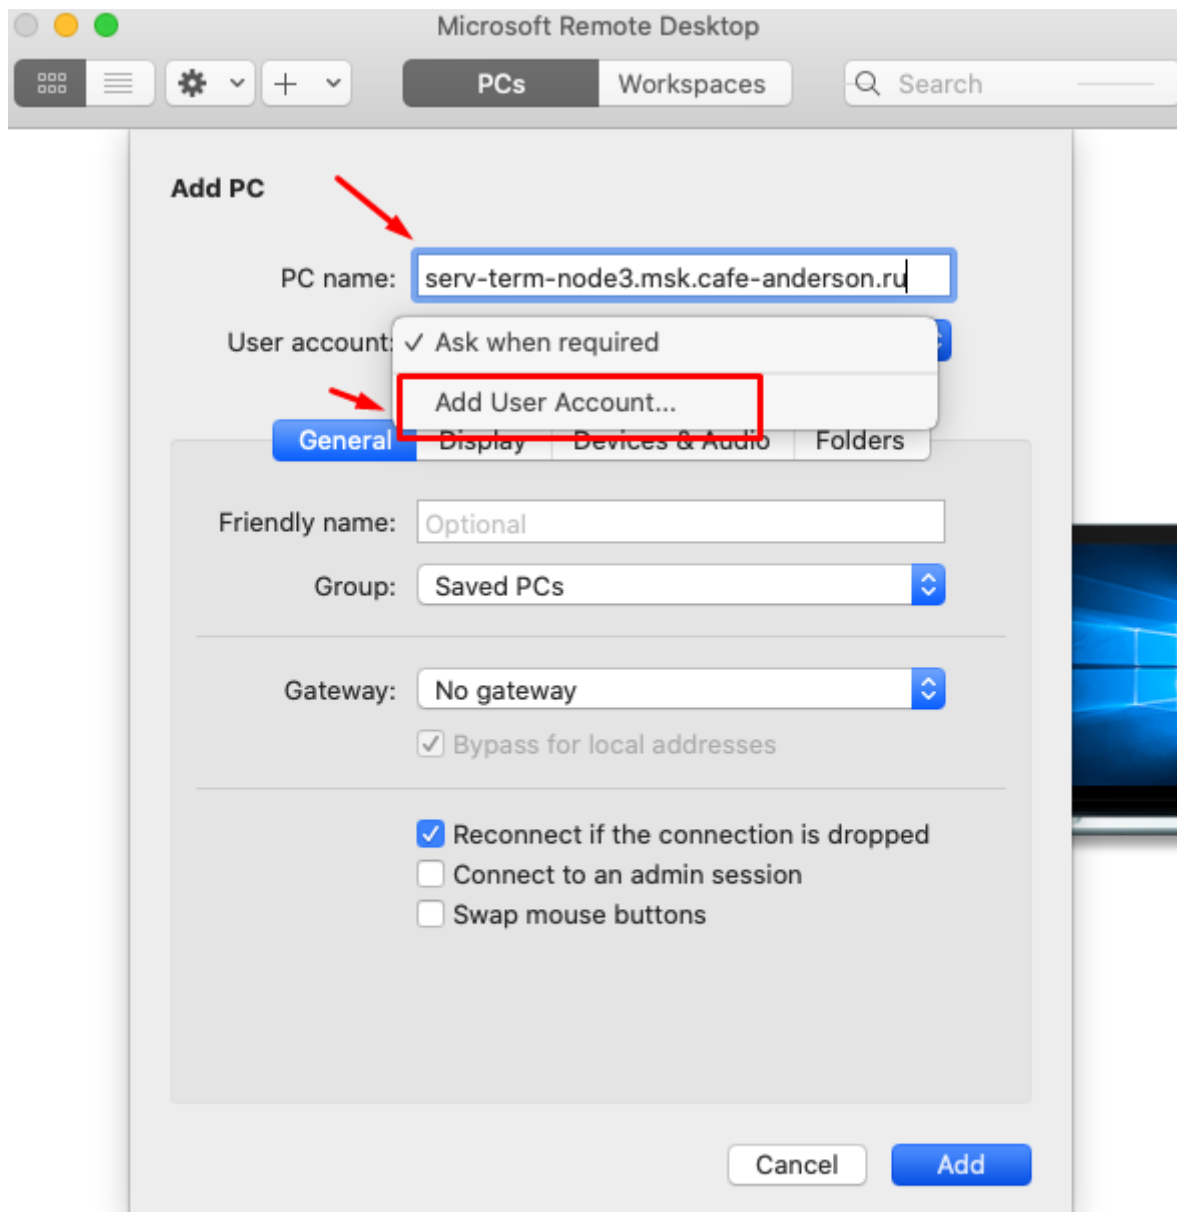 Microsoft Remote Desktop
PCs Workspaces Search
Add PC
PC name: serv-term-node3.msk.cafe-anderson.ru
User account: ✓ Ask when required
Add User Account...
General Display Devices & Audio Folders
Friendly name: Optional
Group: Saved PCs
Gateway: No gateway
Bypass for local addresses
Reconnect if the connection is dropped
Connect to an admin session
Swap mouse buttons
Cancel Add